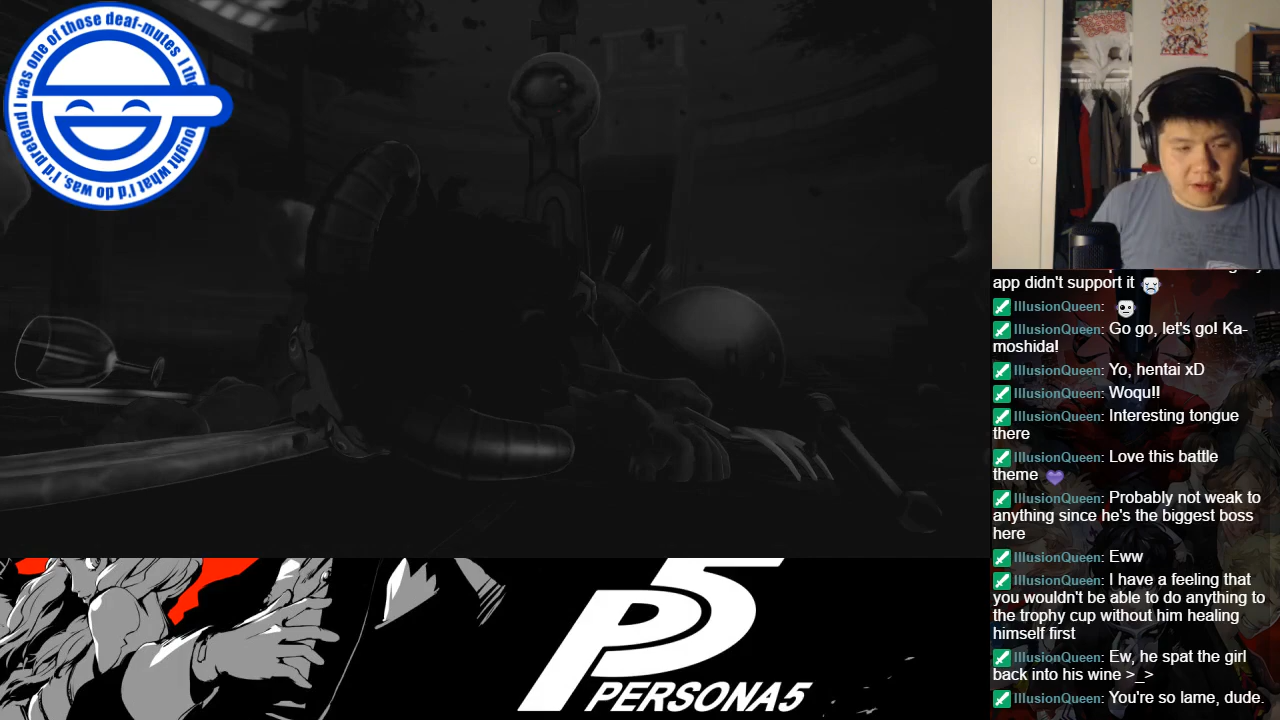 I thought what I'd do was, I'd pretend I was one of those deaf-mutes
app didn't support it
IllusionQueen:
IllusionQueen: Go go, let's go! Ka-
moshida!
IllusionQueen: Yo, hentai xD
IllusionQueen: Woqu!!
IllusionQueen: Interesting tongue
there
IllusionQueen: Love this battle
theme
IllusionQueen: Probably not weak to
anything since he's the biggest boss
here
IllusionQueen: Eww
IllusionQueen: I have a feeling that
you wouldn't be able to do anything to
the trophy cup without him healing
himself first
IllusionQueen: Ew, he spat the girl
back into his wine >_>
IllusionQueen: You're so lame, dude.
P5
PERSONA5